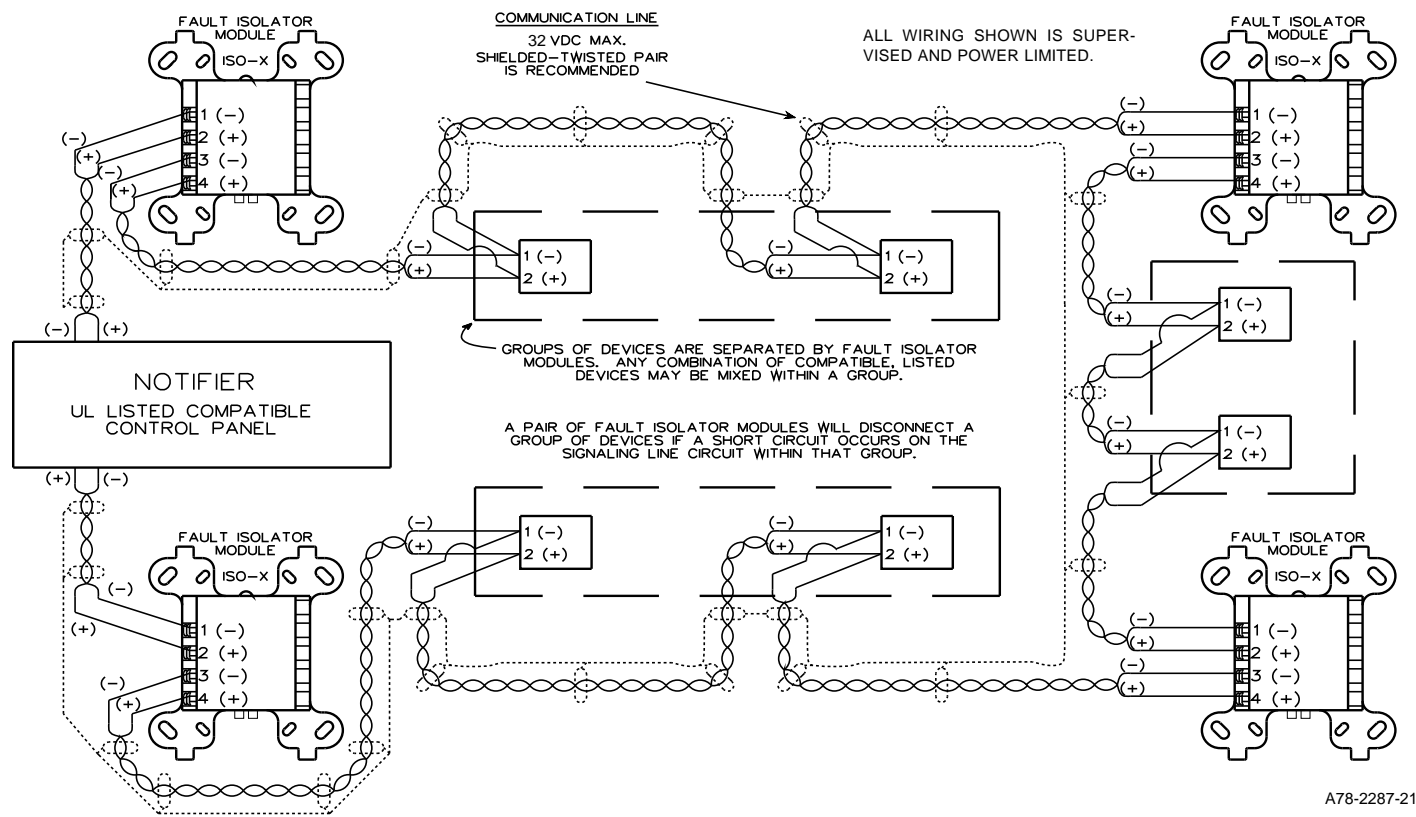 FAULT ISOLATOR
MODULE
ISO-X
1 (-)
2 (+)
3 (-)
4 (+)
(-)
(+)
(-)
(+)
COMMUNICATION LINE
32 VDC MAX.
SHIELDED-TWISTED PAIR
IS RECOMMENDED
ALL WIRING SHOWN IS SUPER-
VISED AND POWER LIMITED.
FAULT ISOLATOR
MODULE
ISO-X
(-)
(+)
(-)
(+)
1 (-)
2 (+)
3 (-)
4 (+)
(-)
(+)
1 (-)
2 (+)
(-)
(+)
1 (-)
2 (+)
(-)
(+)
1 (-)
2 (+)
(-) (+)
NOTIFIER
UL LISTED COMPATIBLE
CONTROL PANEL
(+) (-)
GROUPS OF DEVICES ARE SEPARATED BY FAULT ISOLATOR
MODULES. ANY COMBINATION OF COMPATIBLE, LISTED
DEVICES MAY BE MIXED WITHIN A GROUP.
A PAIR OF FAULT ISOLATOR MODULES WILL DISCONNECT A
GROUP OF DEVICES IF A SHORT CIRCUIT OCCURS ON THE
SIGNALING LINE CIRCUIT WITHIN THAT GROUP.
(-)
(+)
1 (-)
2 (+)
FAULT ISOLATOR
MODULE
ISO-X
(-)
(+)
1 (-)
2 (+)
3 (-)
4 (+)
(-)
(+)
(-)
(+)
1 (-)
2 (+)
(-)
(+)
1 (-)
2 (+)
FAULT ISOLATOR
MODULE
ISO-X
(-)
(+)
(-)
(+)
1 (-)
2 (+)
3 (-)
4 (+)
A78-2287-21